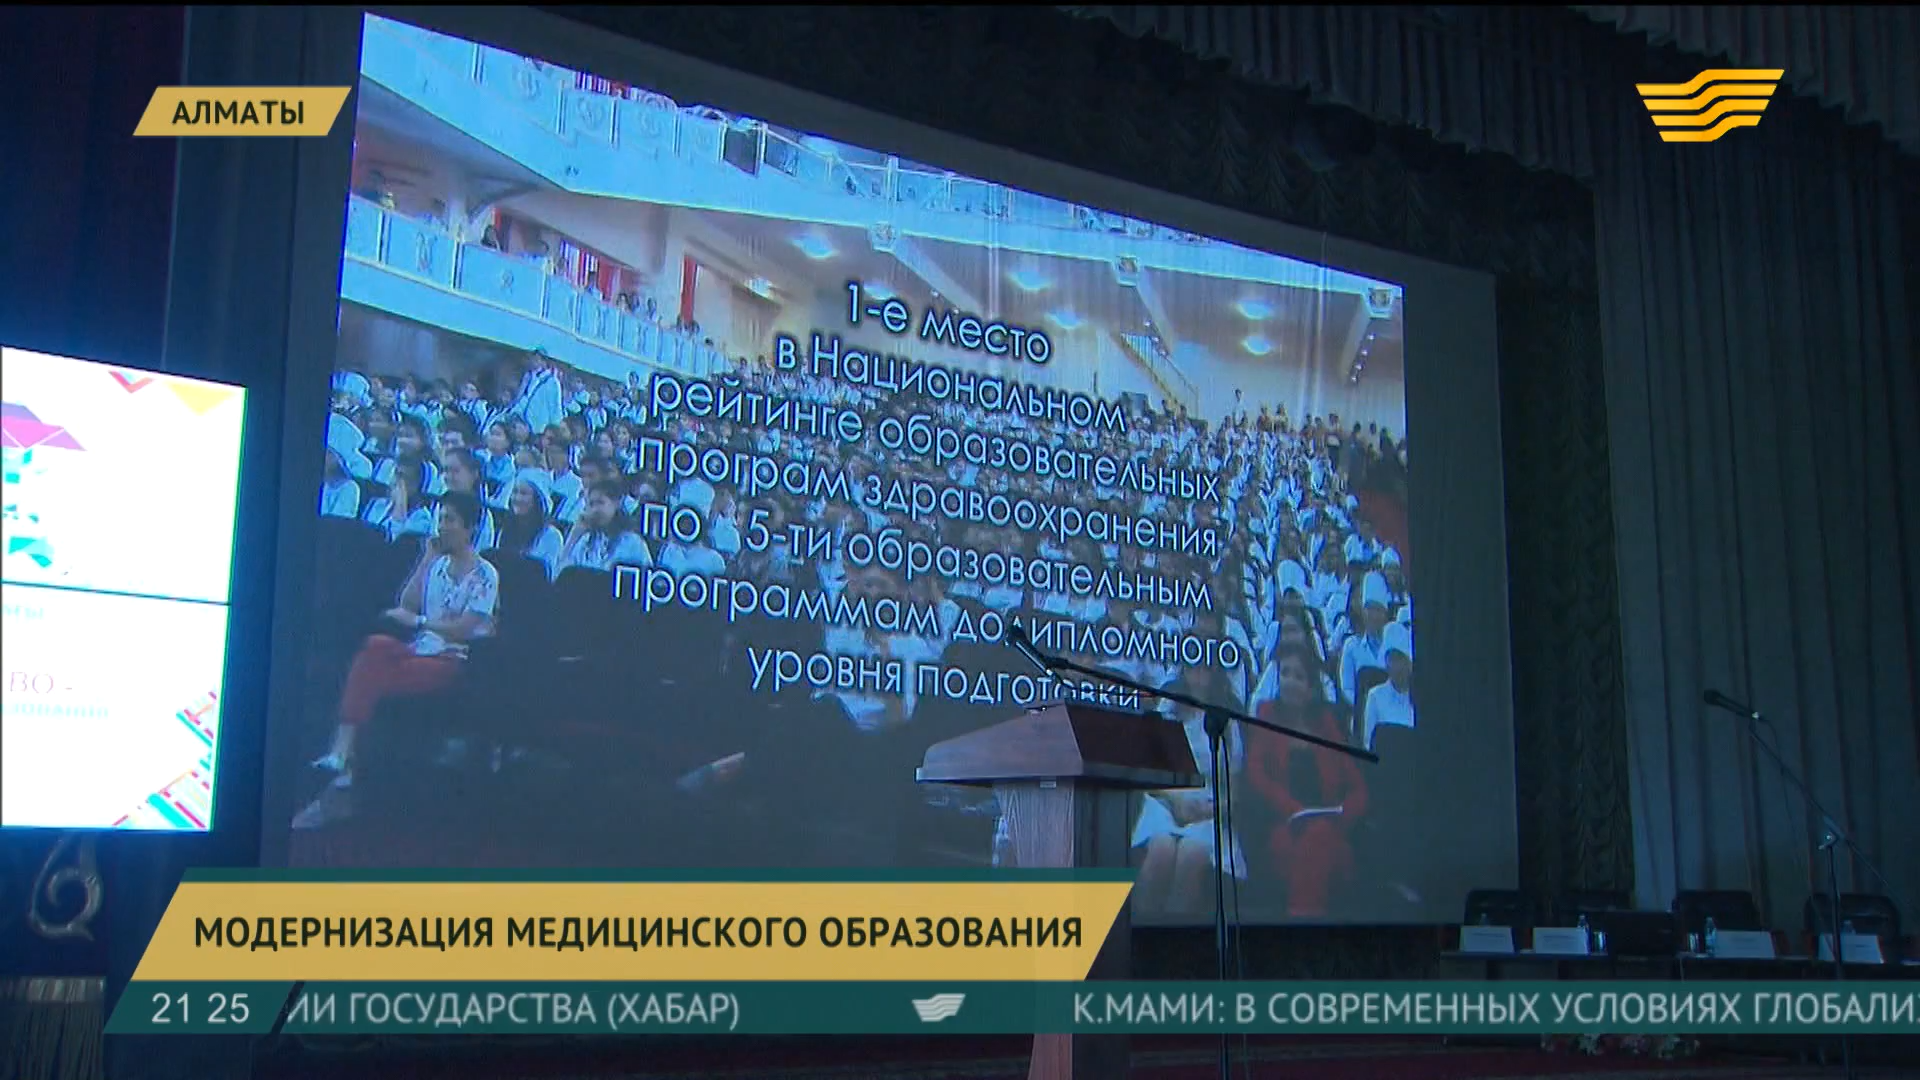 АЛМАТЫ
1-е место
в Национальном
рейтинге образовательных
програм здравоохранения
по 5-ти образовательным
программам додипломного
уровня подготовки
ВО -
МОДЕРНИЗАЦИЯ МЕДИЦИНСКОГО ОБРАЗОВАНИЯ
21 25 ИИ ГОСУДАРСТВА (ХАБАР) К.МАМИ: В СОВРЕМЕННЫХ УСЛОВИЯХ ГЛОБАЛИ